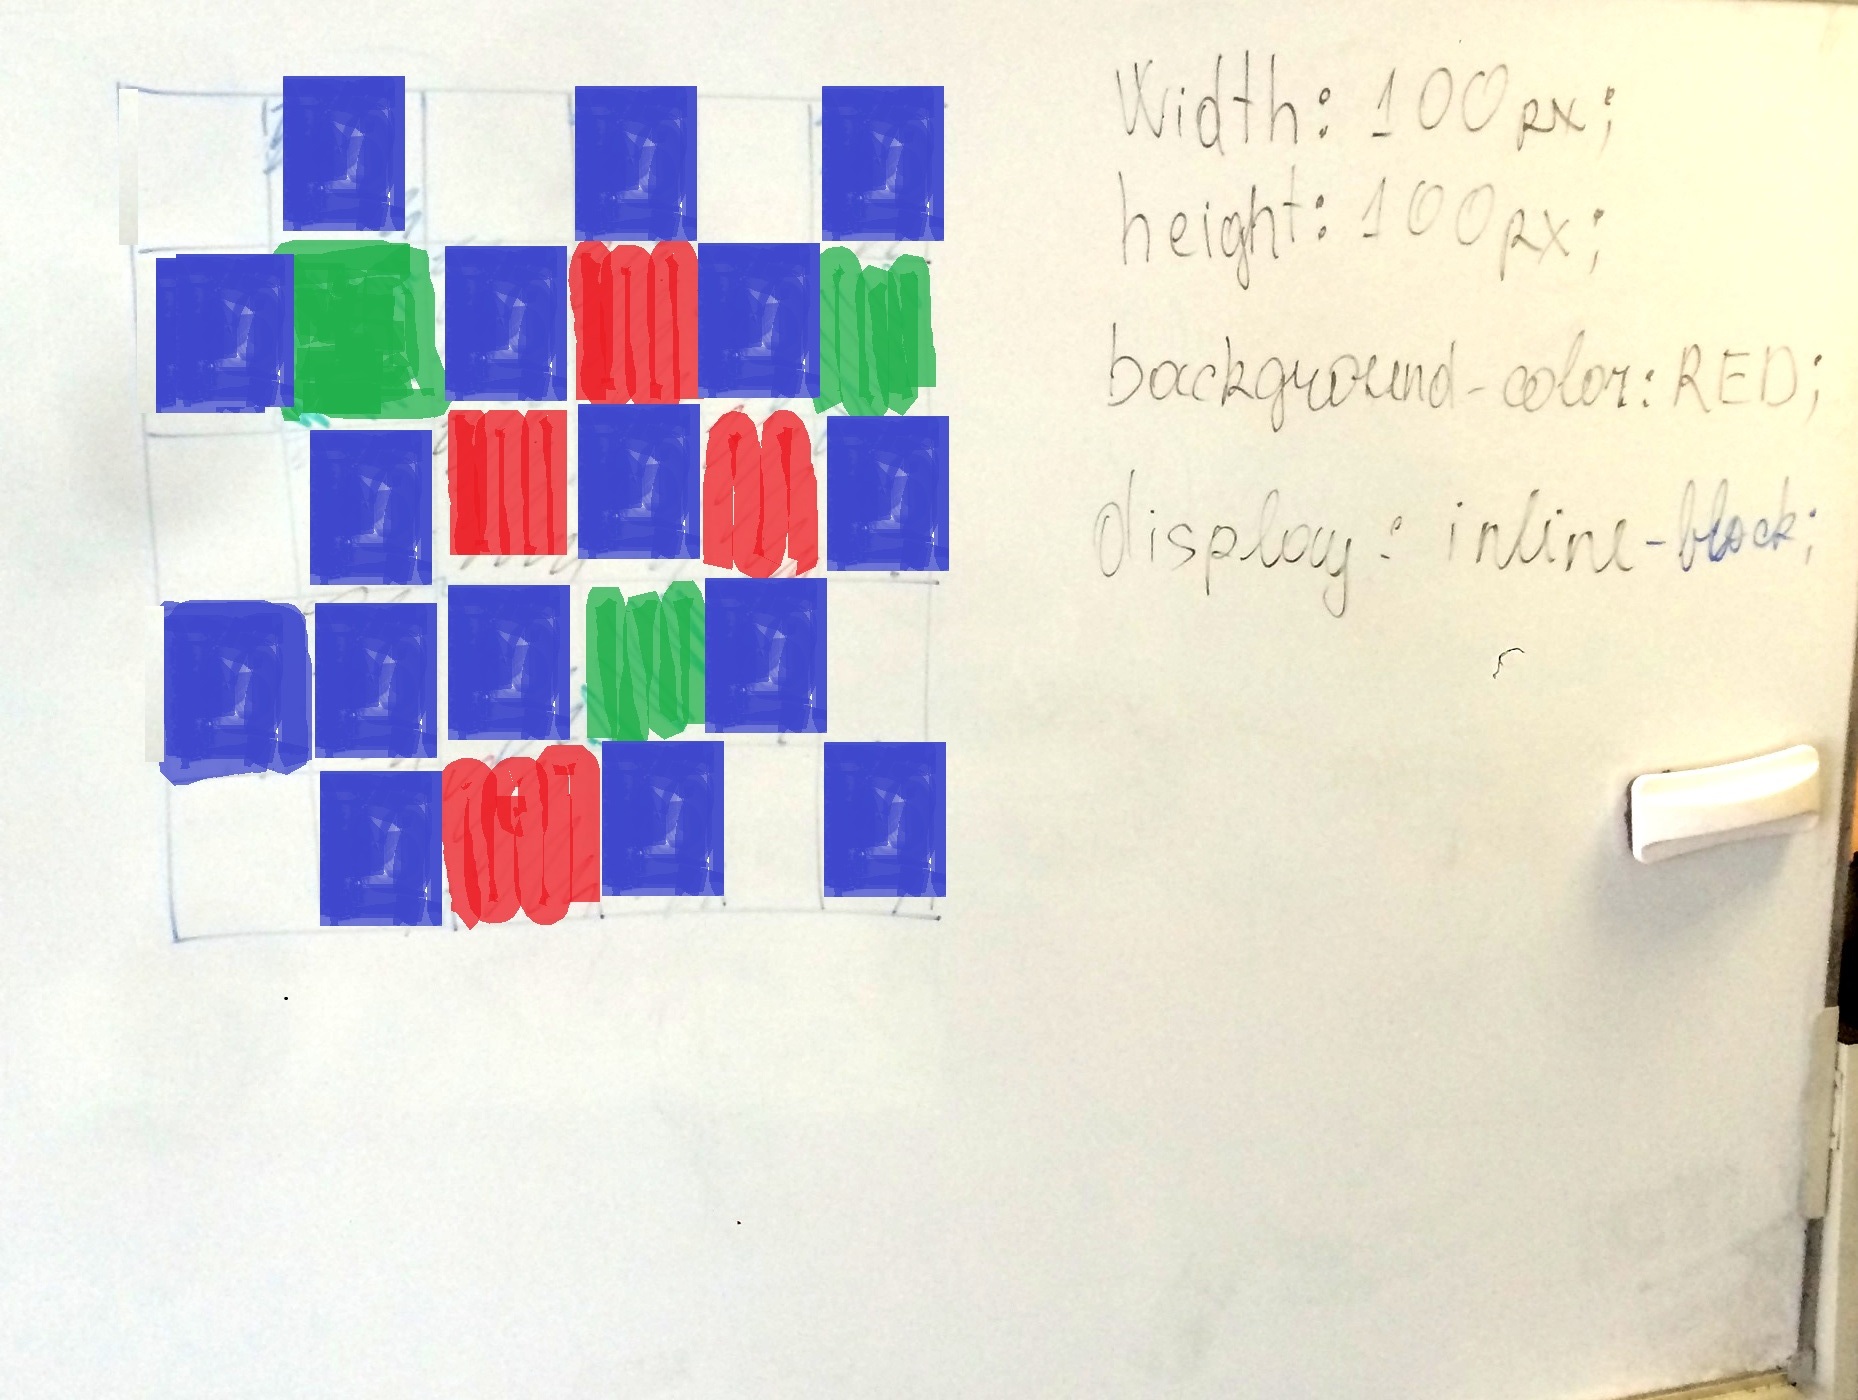 Width: 100px;
height: 100px;
background-color: RED;
display: inline-block;